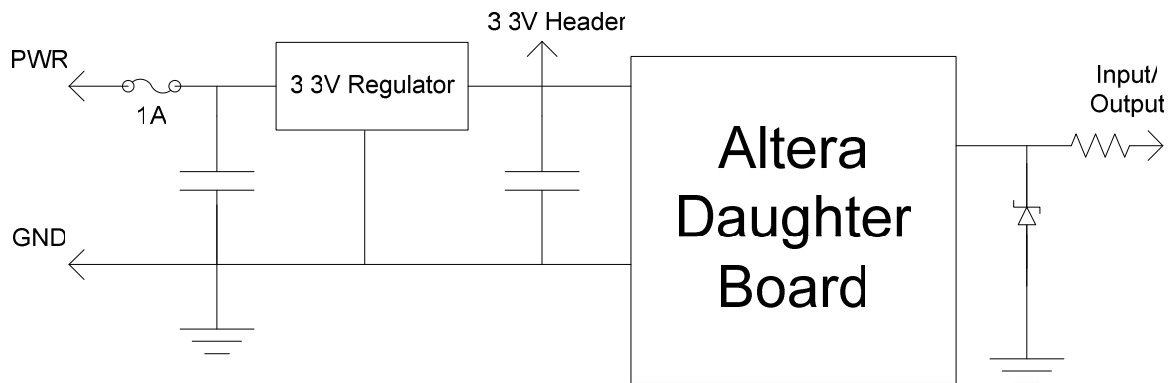 3 3V Header
PWR
3 3V Regulator
1A
GND
Altera
Daughter
Board
Input/
Output